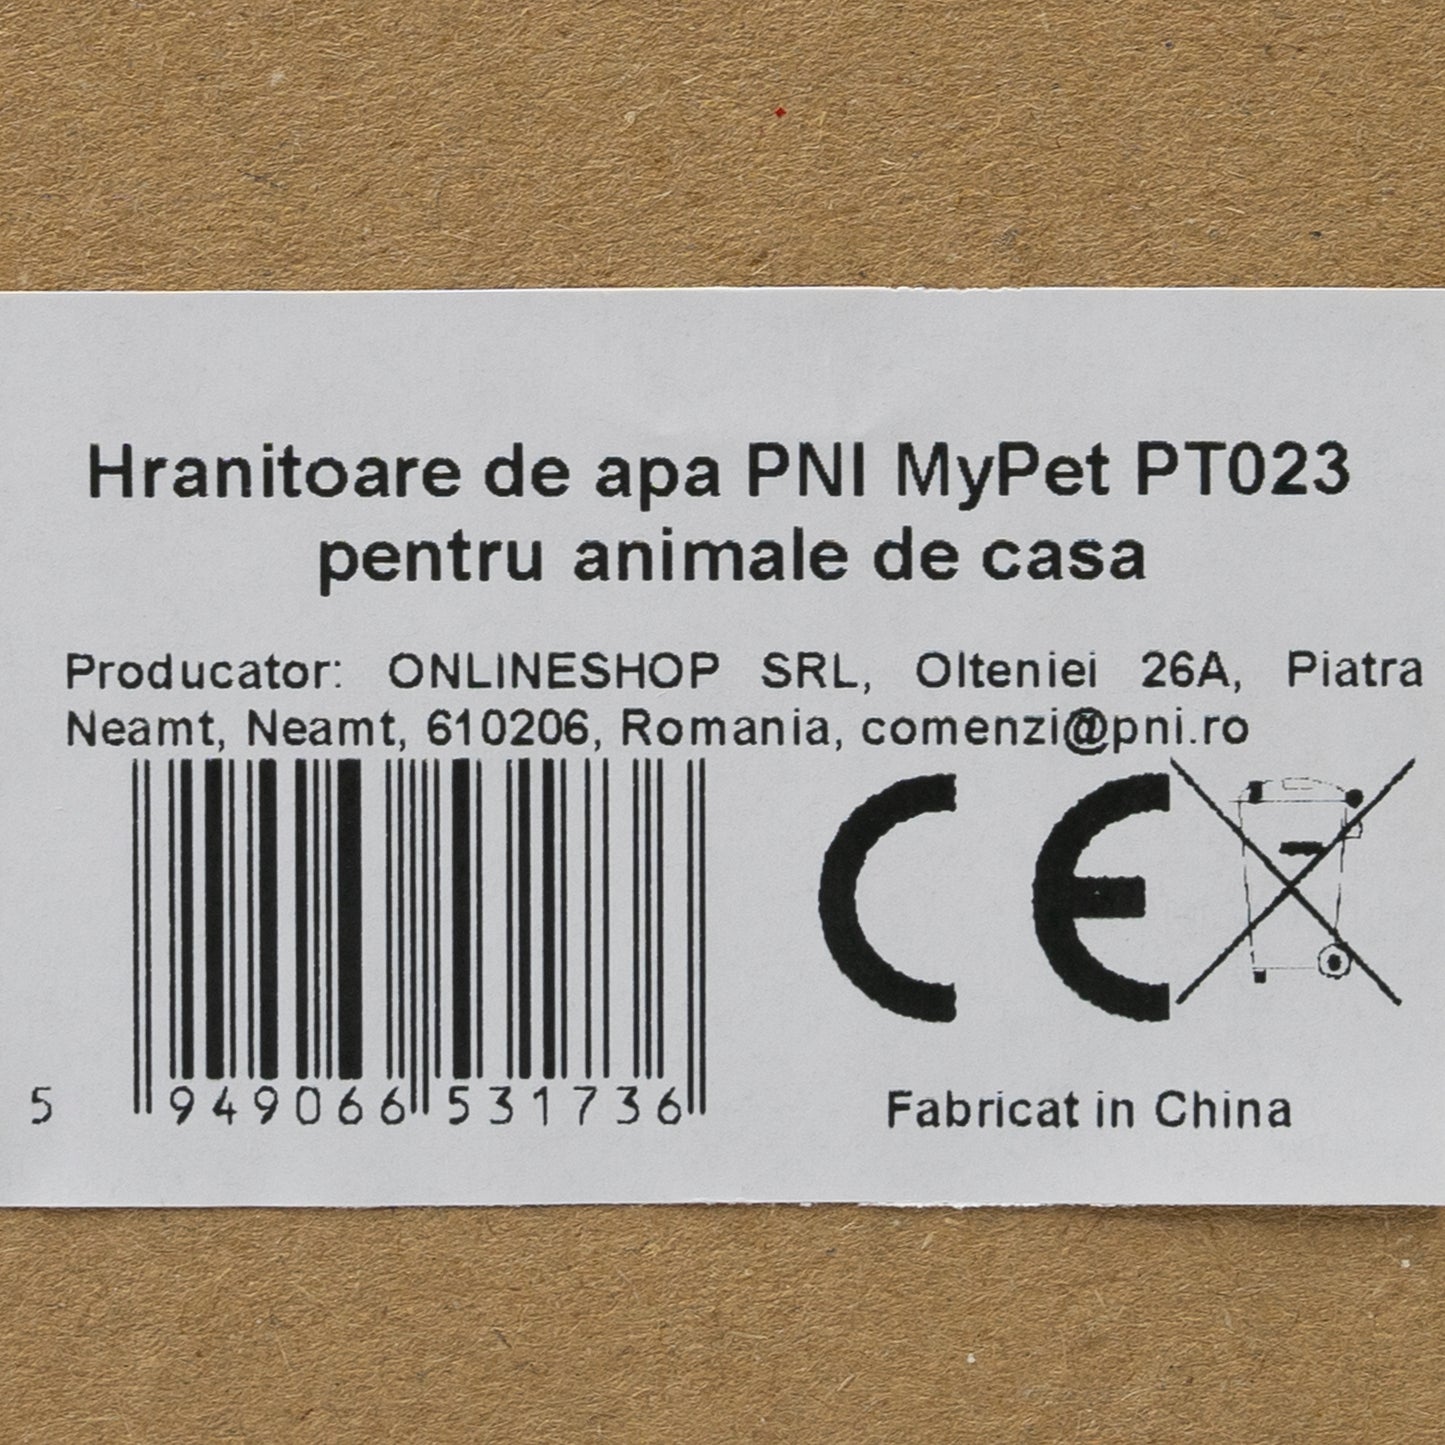 Hranitoare de apa PNI MyPet PT023
pentru animale de casa
Producator: ONLINESHOP SRL, Olteniei 26A, Piatra
Neamt, Neamt, 610206, Romania, comenzi@pni.ro
CE
5 949066 531736
Fabricat in China